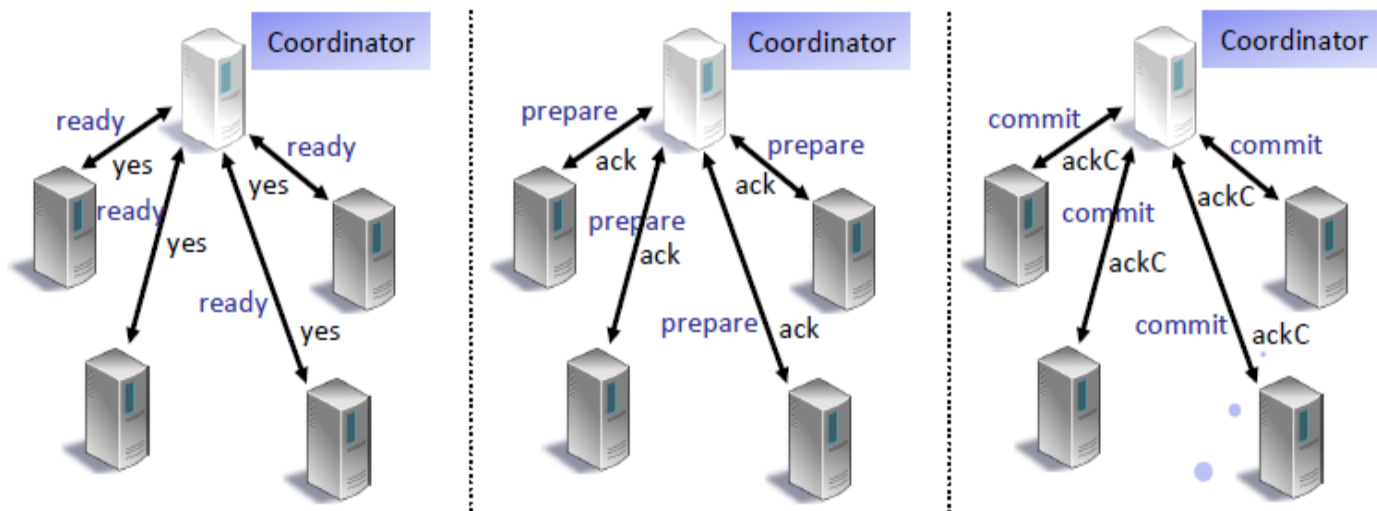 Coordinator
ready
ready
yes
yes
ready
yes
ready
yes
Coordinator
prepare
prepare
ack
ack
prepare
ack
prepare
ack
Coordinator
commit
commit
ackC
ackC
commit
ackC
commit
ackC